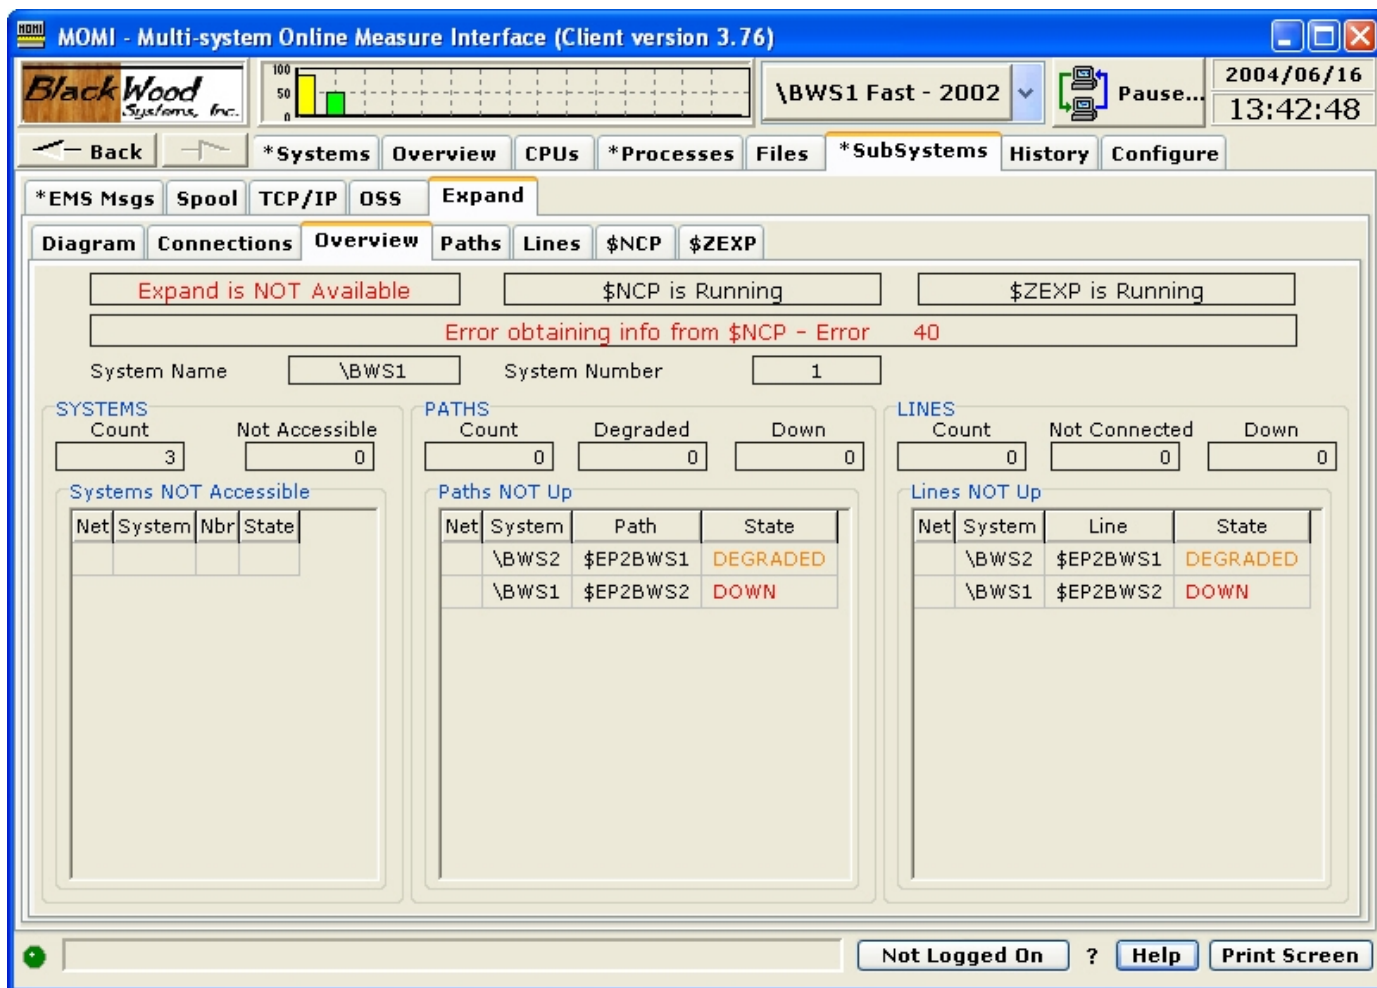 MOMI
MOMI - Multi-system Online Measure Interface (Client version 3.76)
BlackWood Systems, Inc.
100
50
0
\BWS1 Fast - 2002
Pause...
2004/06/16
13:42:48
Back *Systems Overview CPUs *Processes Files *SubSystems History Configure
*EMS Msgs Spool TCP/IP OSS Expand
Diagram Connections Overview Paths Lines $NCP $ZEXP
Expand is NOT Available $NCP is Running $ZEXP is Running
Error obtaining info from $NCP - Error 40
System Name \BWS1 System Number 1
SYSTEMS
Count Not Accessible
3 0
Systems NOT Accessible
Net System Nbr State
PATHS
Count Degraded Down
0 0 0
Paths NOT Up
Net System Path State
\BWS2 $EP2BWS1 DEGRADED
\BWS1 $EP2BWS2 DOWN
LINES
Count Not Connected Down
0 0 0
Lines NOT Up
Net System Line State
\BWS2 $EP2BWS1 DEGRADED
\BWS1 $EP2BWS2 DOWN
Not Logged On ? Help Print Screen